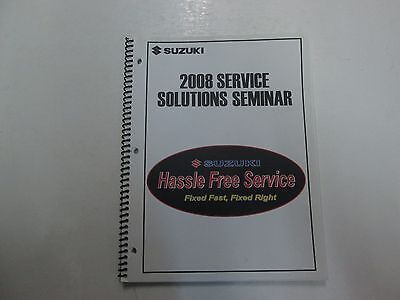 SUZUKI
2008 SERVICE
SOLUTIONS SEMINAR
SUZUKI
Hassle Free Service
Fixed Fast, Fixed Right